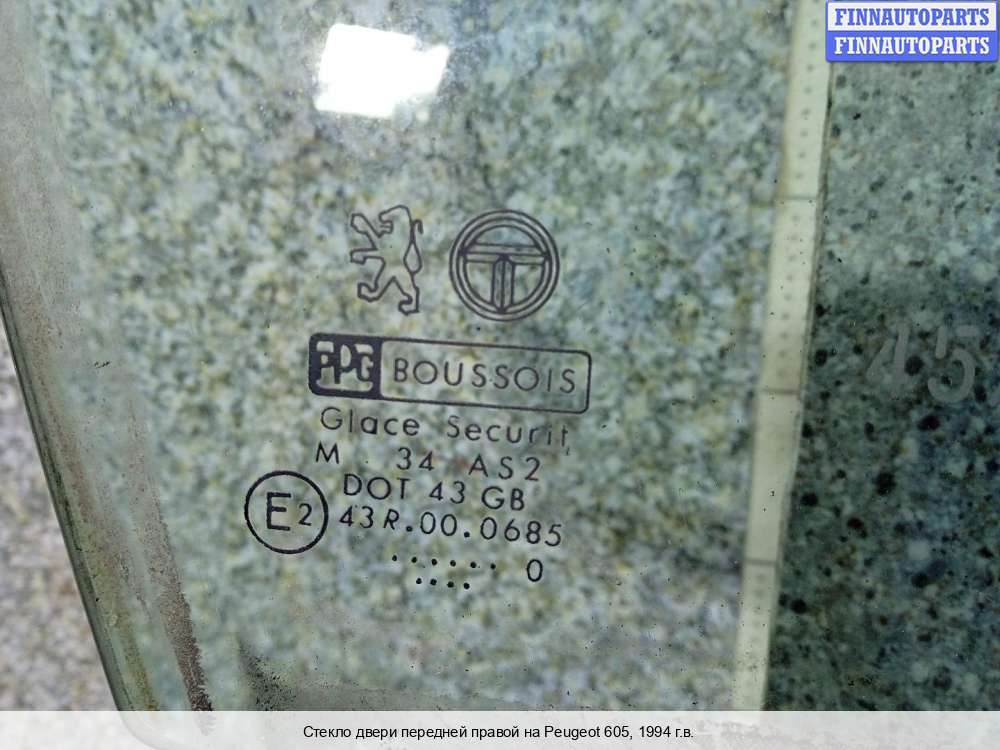 FINNAUTOPARTS
FINNAUTOPARTS
PPG BOUSSOIS
Glace Securit
M 34 AS2
DOT 43 GB
E2 43R.00.0685
. . . . . . 0
. . . .
Стекло двери передней правой на Peugeot 605, 1994 г.в.